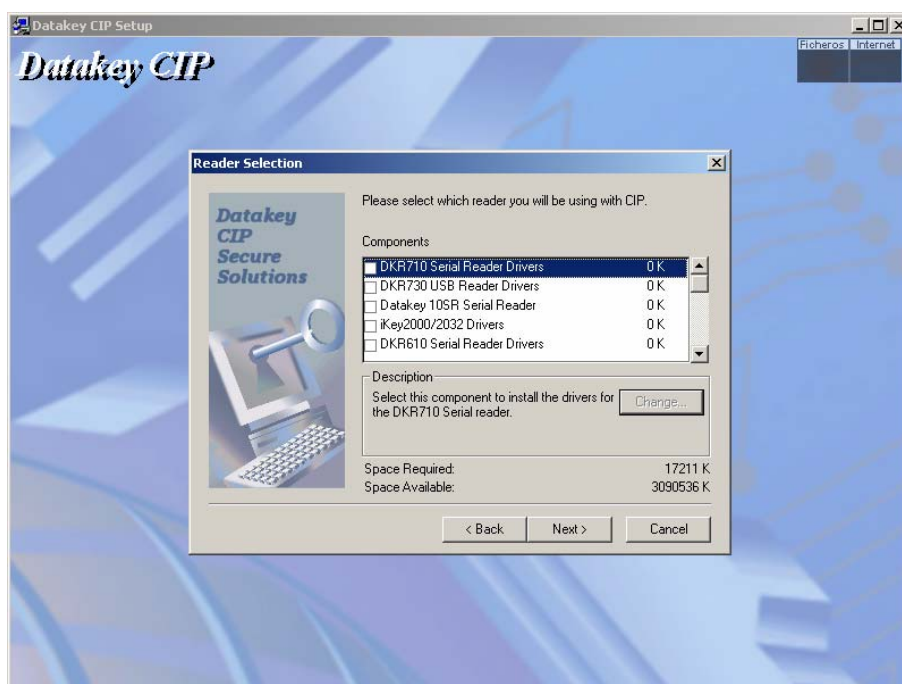 Datakey CIP Setup
Ficheros Internet
Datakey CIP
Reader Selection
Datakey
CIP
Secure
Solutions
Please select which reader you will be using with CIP.
Components
DKR710 Serial Reader Drivers 0 K
DKR730 USB Reader Drivers 0 K
Datakey 10SR Serial Reader 0 K
iKey2000/2032 Drivers 0 K
DKR610 Serial Reader Drivers 0 K
Description
Select this component to install the drivers for
the DKR710 Serial reader.
Change...
Space Required: 17211 K
Space Available: 3090536 K
< Back Next > Cancel